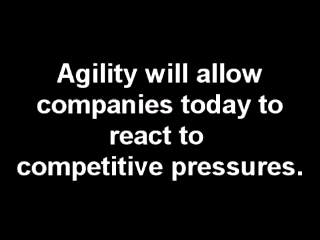 Agility will allow
companies today to
react to
competitive pressures.